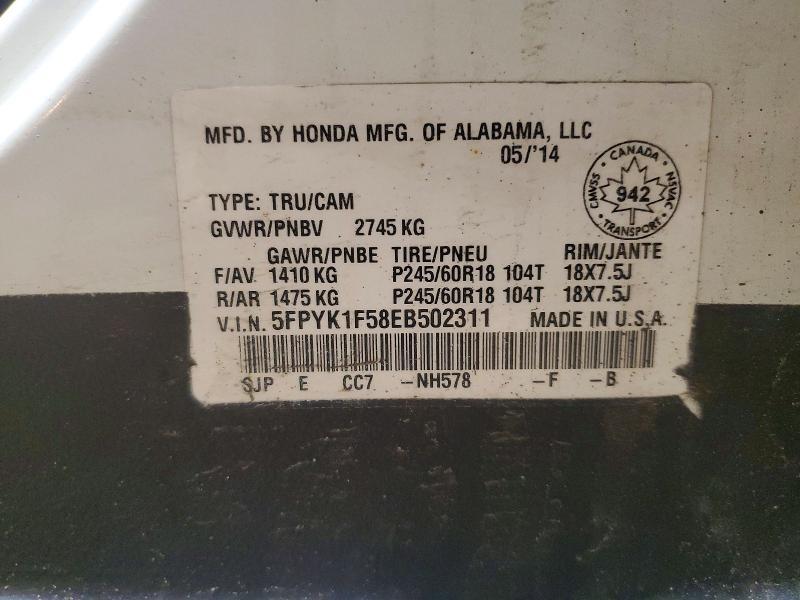 MFD. BY HONDA MFG. OF ALABAMA, LLC
05/'14
CANADA
CMVSS 942 NSVAC
TRANSPORT
TYPE: TRU/CAM
GVWR/PNBV 2745 KG
GAWR/PNBE TIRE/PNEU RIM/JANTE
F/AV 1410 KG P245/60R18 104T 18X7.5J
R/AR 1475 KG P245/60R18 104T 18X7.5J
V.I.N. 5FPYK1F58EB502311 MADE IN U.S.A.
SJP E CC7 -NH578 -F -B